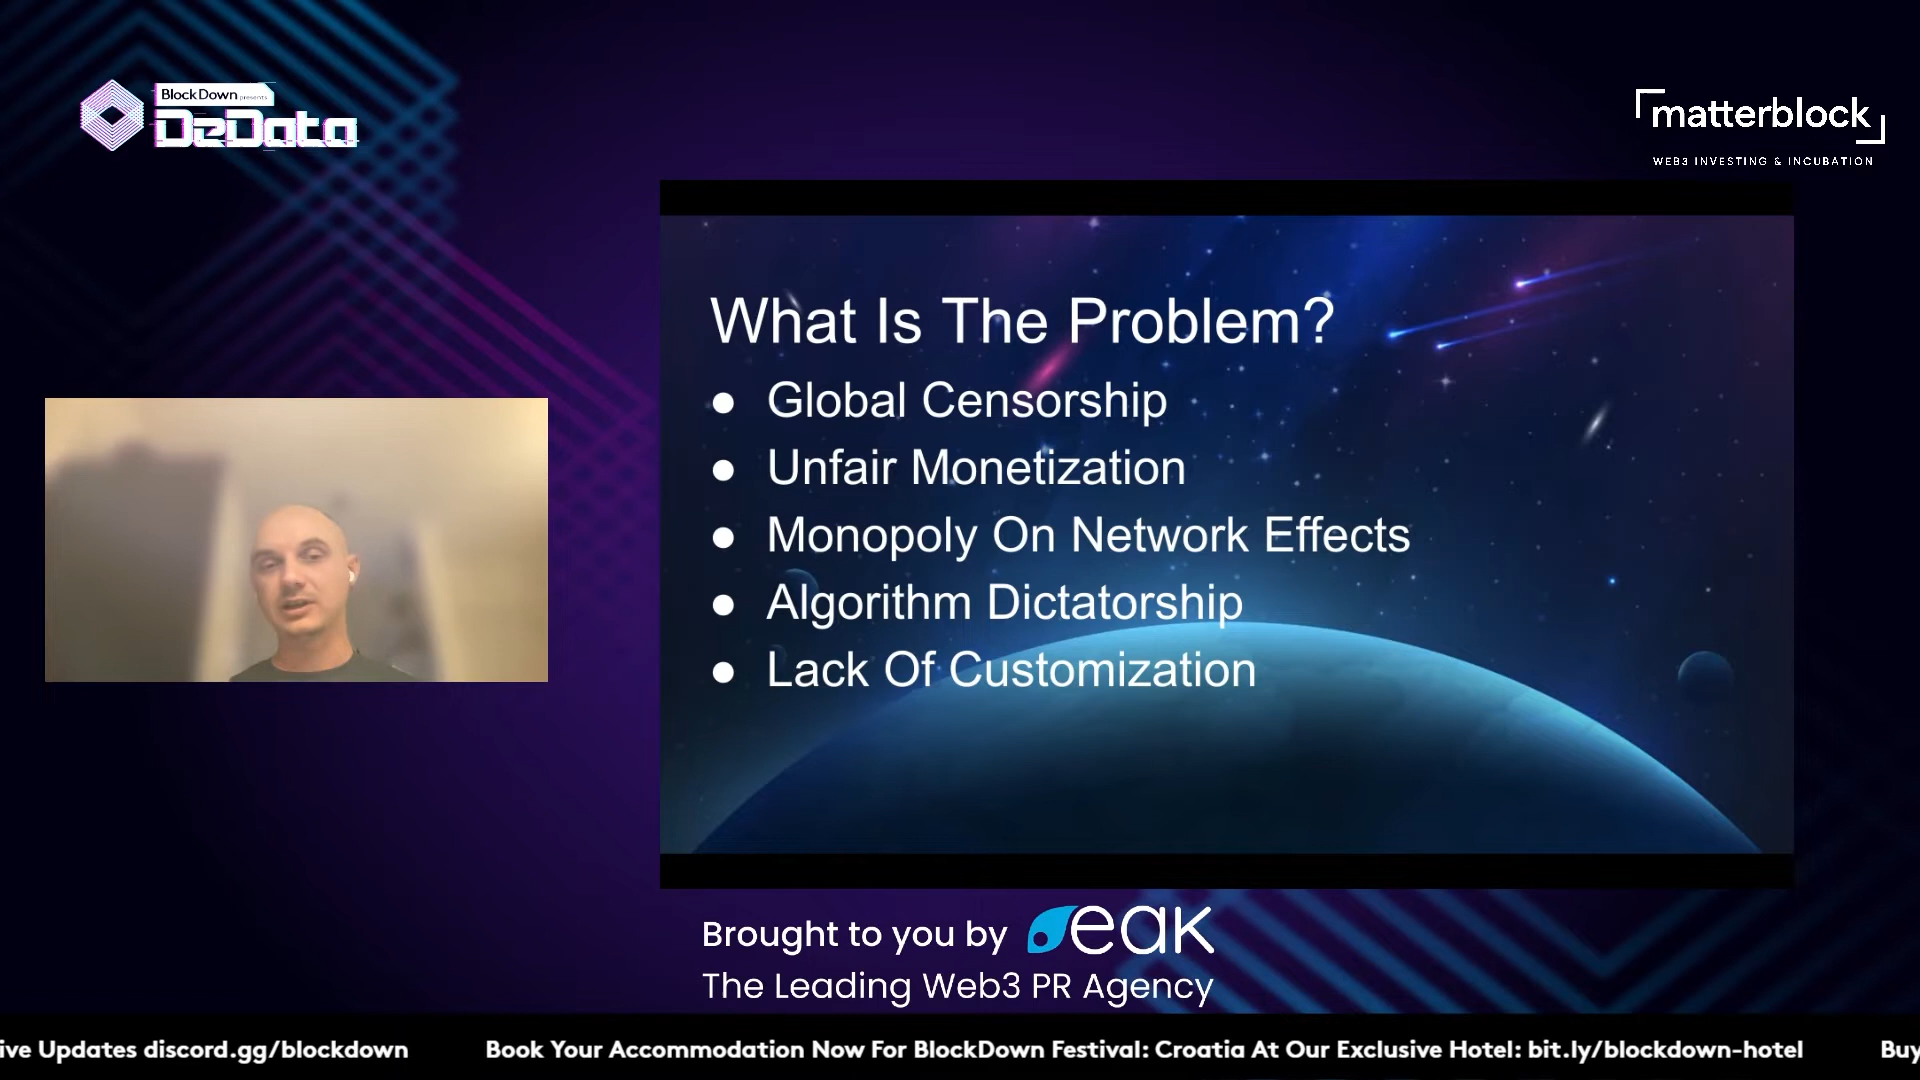 BlockDown presents
DeData
matterblock
WEB3 INVESTING & INCUBATION
What Is The Problem?
● Global Censorship
● Unfair Monetization
● Monopoly On Network Effects
● Algorithm Dictatorship
● Lack Of Customization
Brought to you by eak
The Leading Web3 PR Agency
ive Updates discord.gg/blockdown Book Your Accommodation Now For BlockDown Festival: Croatia At Our Exclusive Hotel: bit.ly/blockdown-hotel Buy